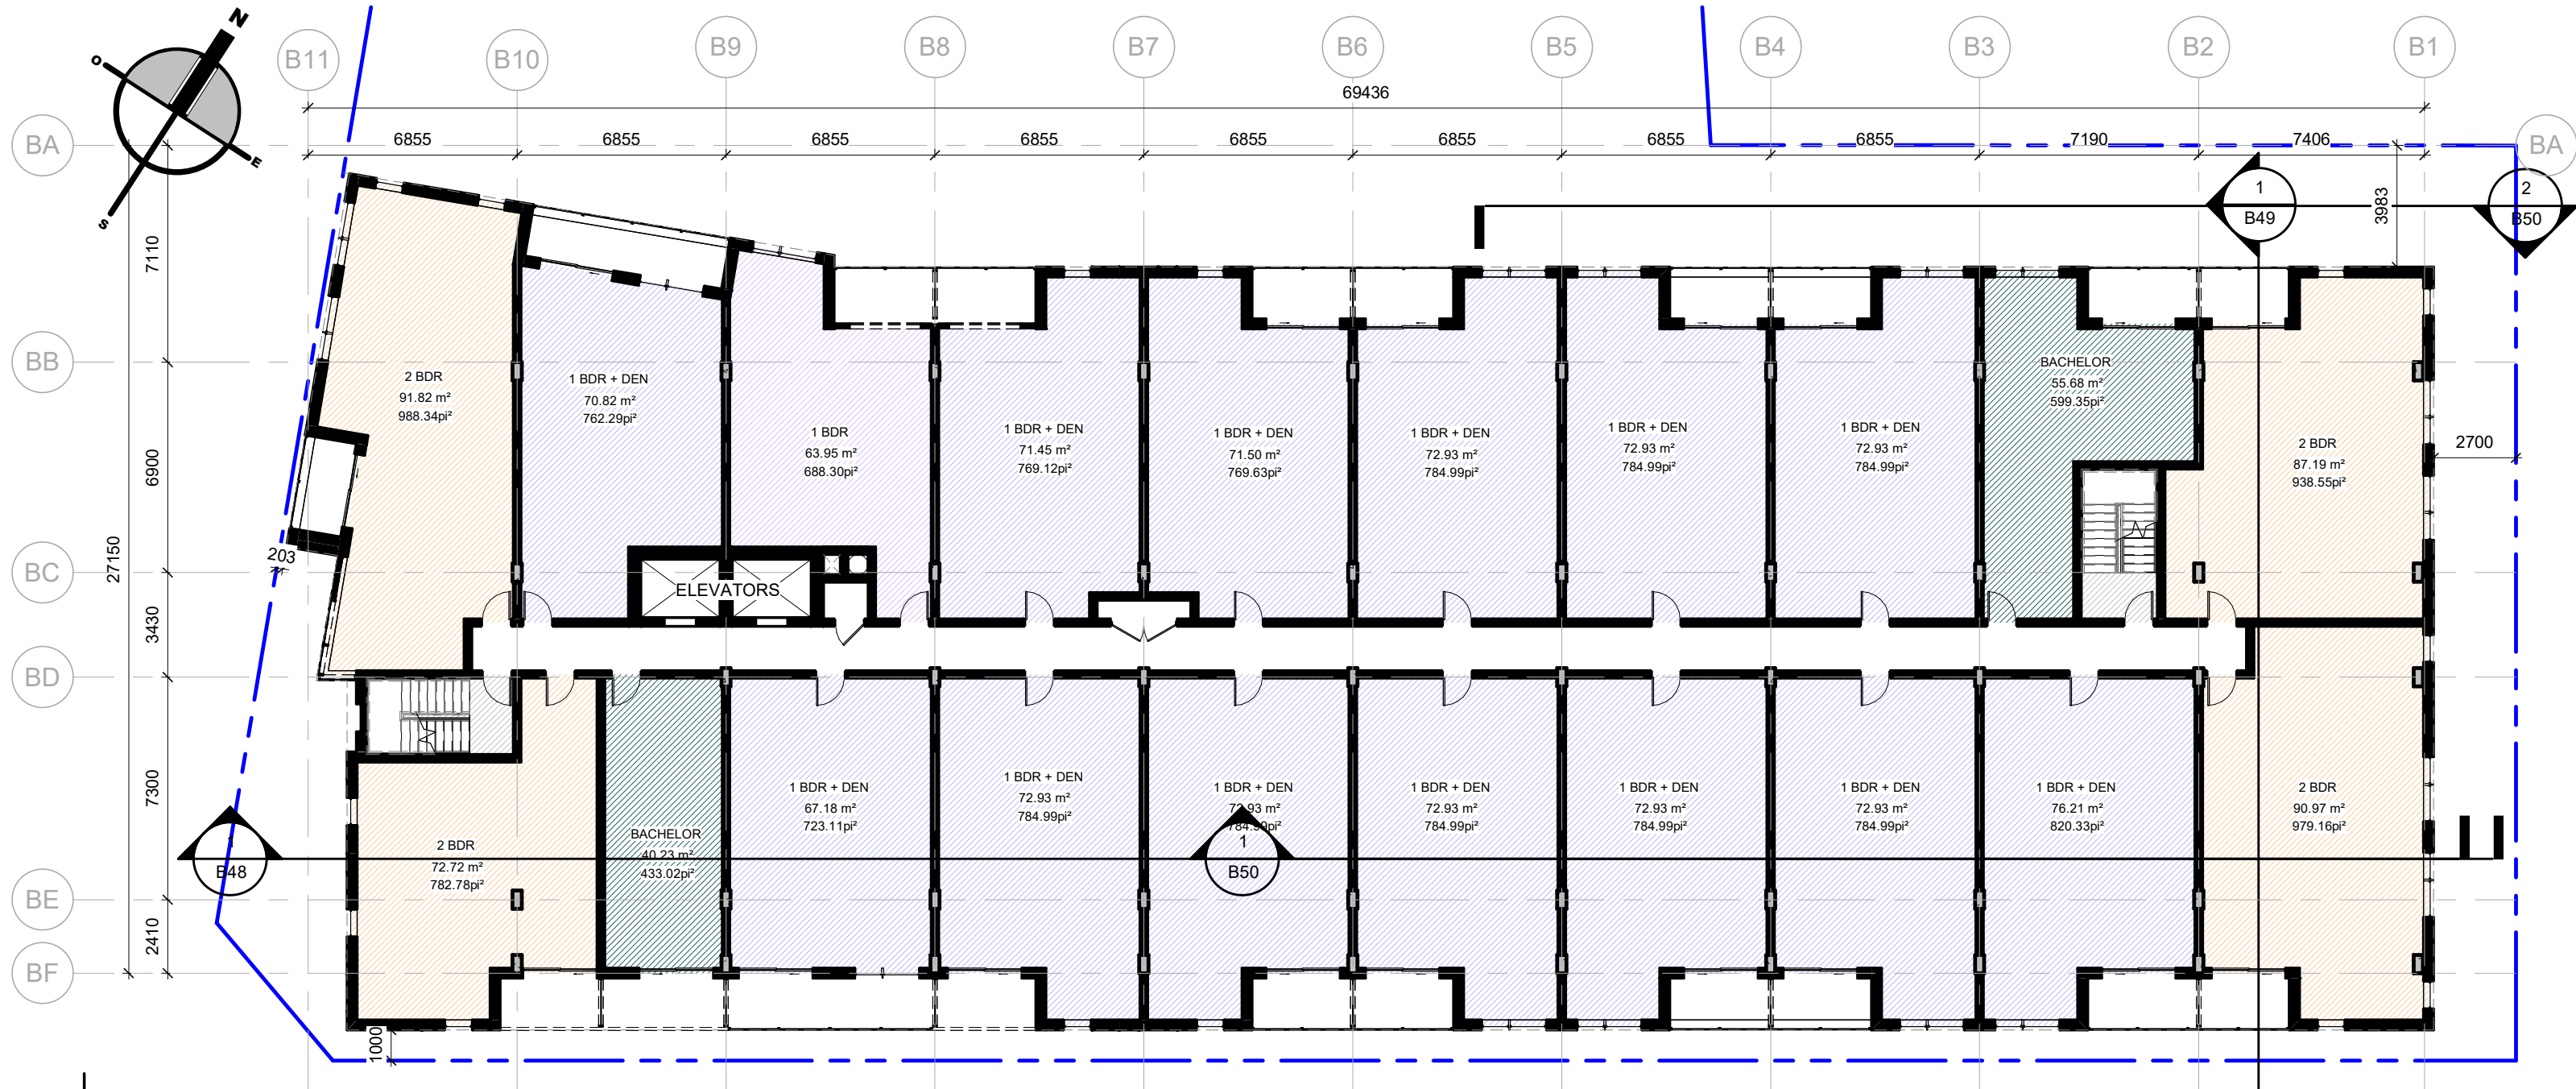 N
O
E
S
B11
B10
B9
B8
B7
B6
B5
B4
B3
B2
B1
69436
6855
6855
6855
6855
6855
6855
6855
6855
7190
7406
BA
BA
3983
1
B49
2
B50
7110
6900
3430
7300
2410
27150
BB
BC
BD
BE
BF
203
2700
1000
2 BDR
91.82 m²
988.34pi²
1 BDR + DEN
70.82 m²
762.29pi²
1 BDR
63.95 m²
688.30pi²
1 BDR + DEN
71.45 m²
769.12pi²
1 BDR + DEN
71.50 m²
769.63pi²
1 BDR + DEN
72.93 m²
784.99pi²
1 BDR + DEN
72.93 m²
784.99pi²
1 BDR + DEN
72.93 m²
784.99pi²
BACHELOR
55.68 m²
599.35pi²
2 BDR
87.19 m²
938.55pi²
ELEVATORS
2 BDR
72.72 m²
782.78pi²
BACHELOR
40.23 m²
433.02pi²
1 BDR + DEN
67.18 m²
723.11pi²
1 BDR + DEN
72.93 m²
784.99pi²
1 BDR + DEN
72.93 m²
784.99pi²
1 BDR + DEN
72.93 m²
784.99pi²
1 BDR + DEN
72.93 m²
784.99pi²
1 BDR + DEN
72.93 m²
784.99pi²
1 BDR + DEN
76.21 m²
820.33pi²
2 BDR
90.97 m²
979.16pi²
1
B48
1
B50